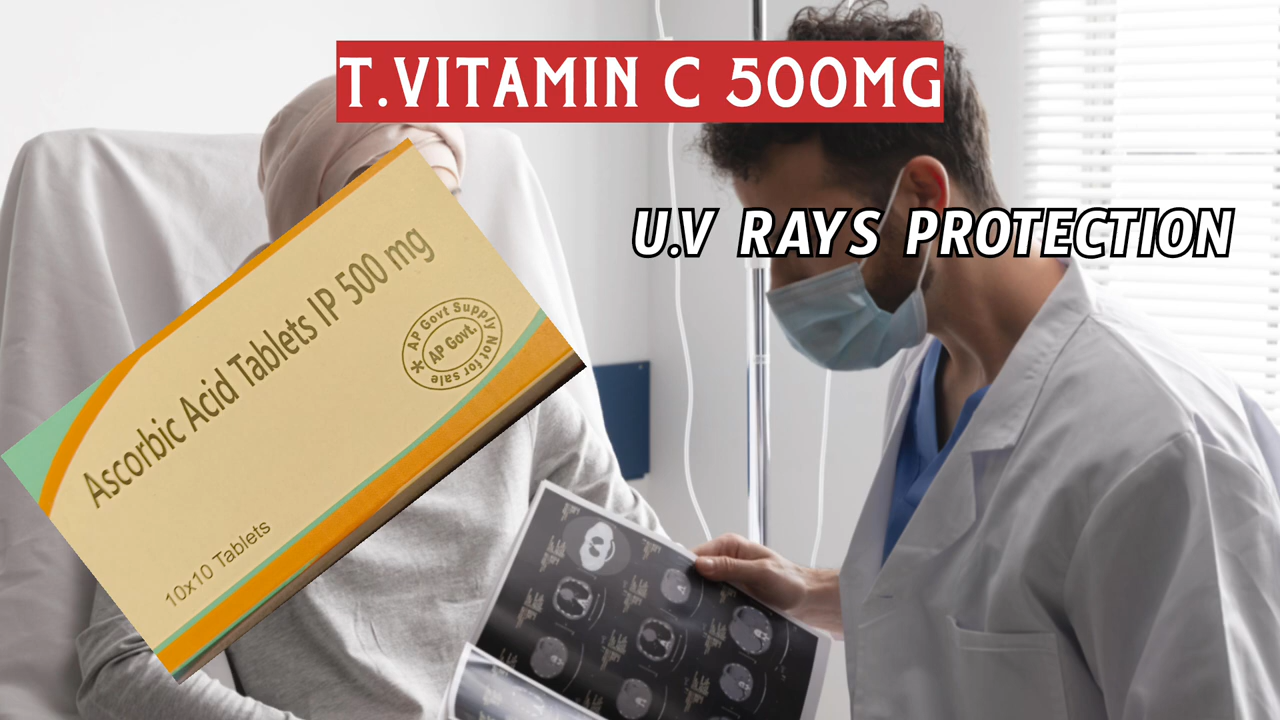 T.VITAMIN C 500MG
U.V RAYS PROTECTION
Ascorbic Acid Tablets IP 500 mg
AP Govt Supply Not for sale
AP Govt.
10x10 Tablets